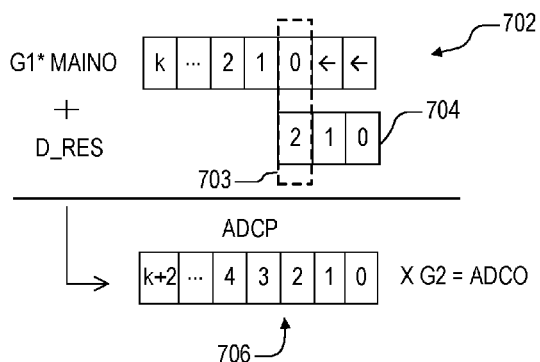 702
G1* MAINO k ... 2 1 0 ← ←
+
704
D_RES 2 1 0
703
ADCP
k+2 ... 4 3 2 1 0 X G2 = ADCO
706